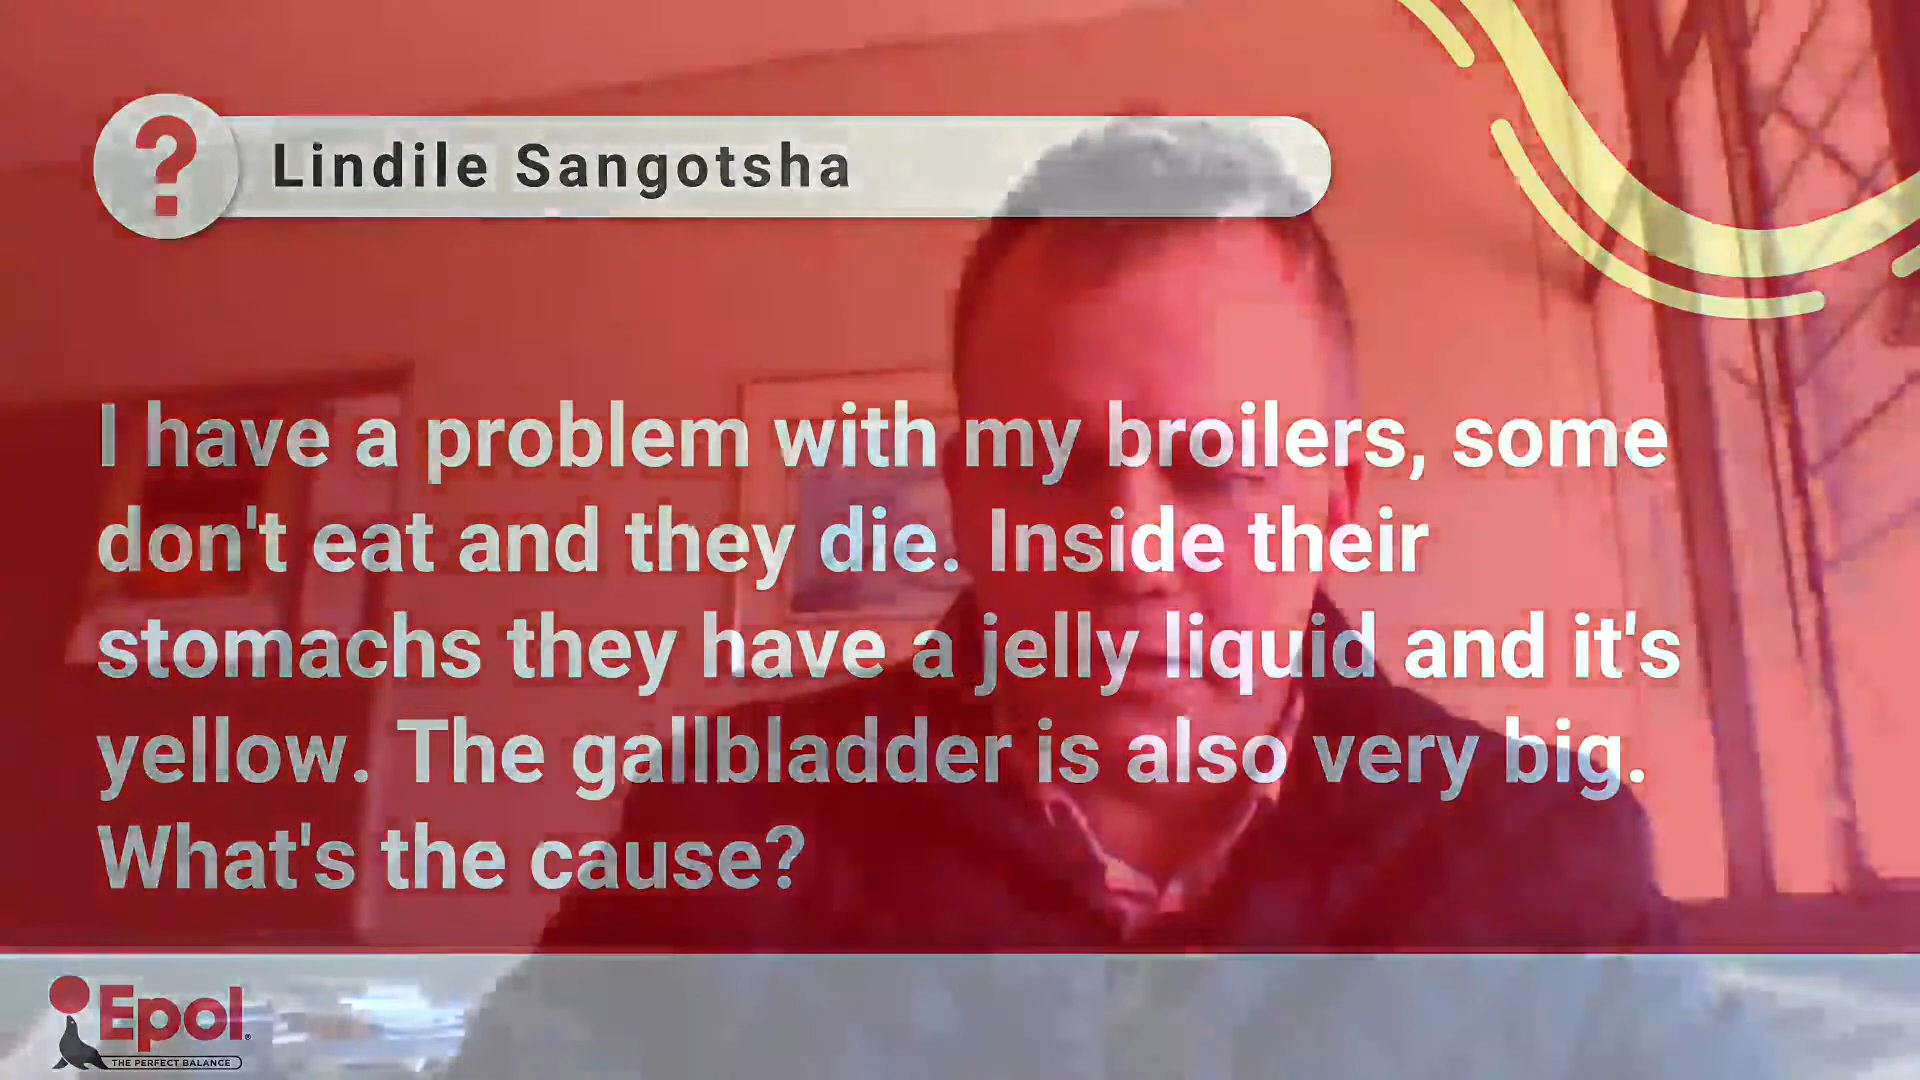 ?
Lindile Sangotsha
I have a problem with my broilers, some
don't eat and they die. Inside their
stomachs they have a jelly liquid and it's
yellow. The gallbladder is also very big.
What's the cause?
Epol®
THE PERFECT BALANCE